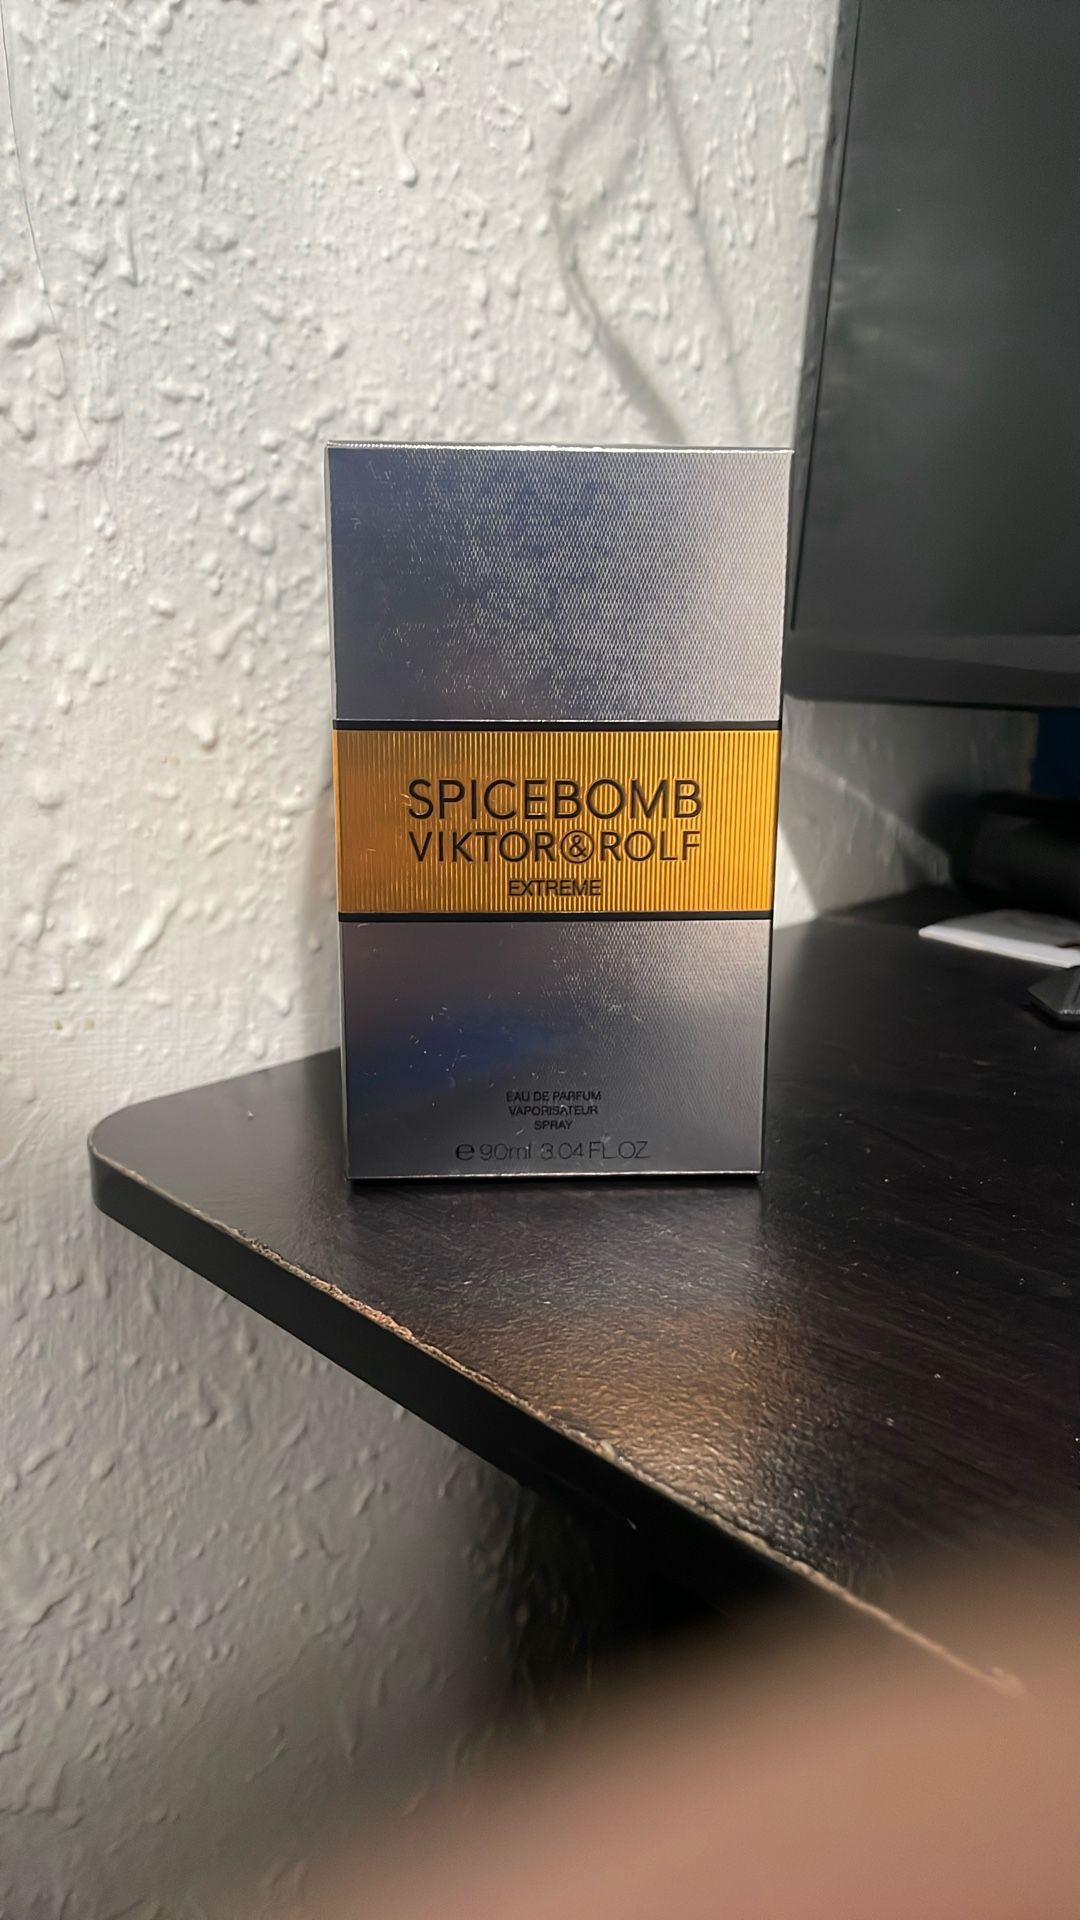 SPICEBOMB
VIKTOR&ROLF
EXTREME
EAU DE PARFUM
VAPORISATEUR
SPRAY
℮ 90ml 3.04 FL.OZ